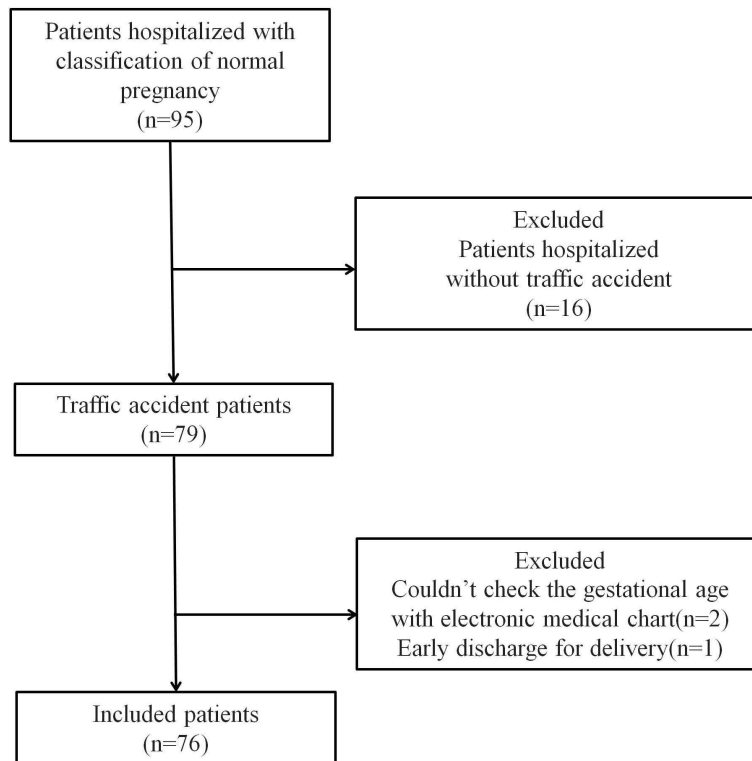 Patients hospitalized with
classification of normal
pregnancy
(n=95)
Excluded
Patients hospitalized
without traffic accident
(n=16)
Traffic accident patients
(n=79)
Excluded
Couldn’t check the gestational age
with electronic medical chart(n=2)
Early discharge for delivery(n=1)
Included patients
(n=76)